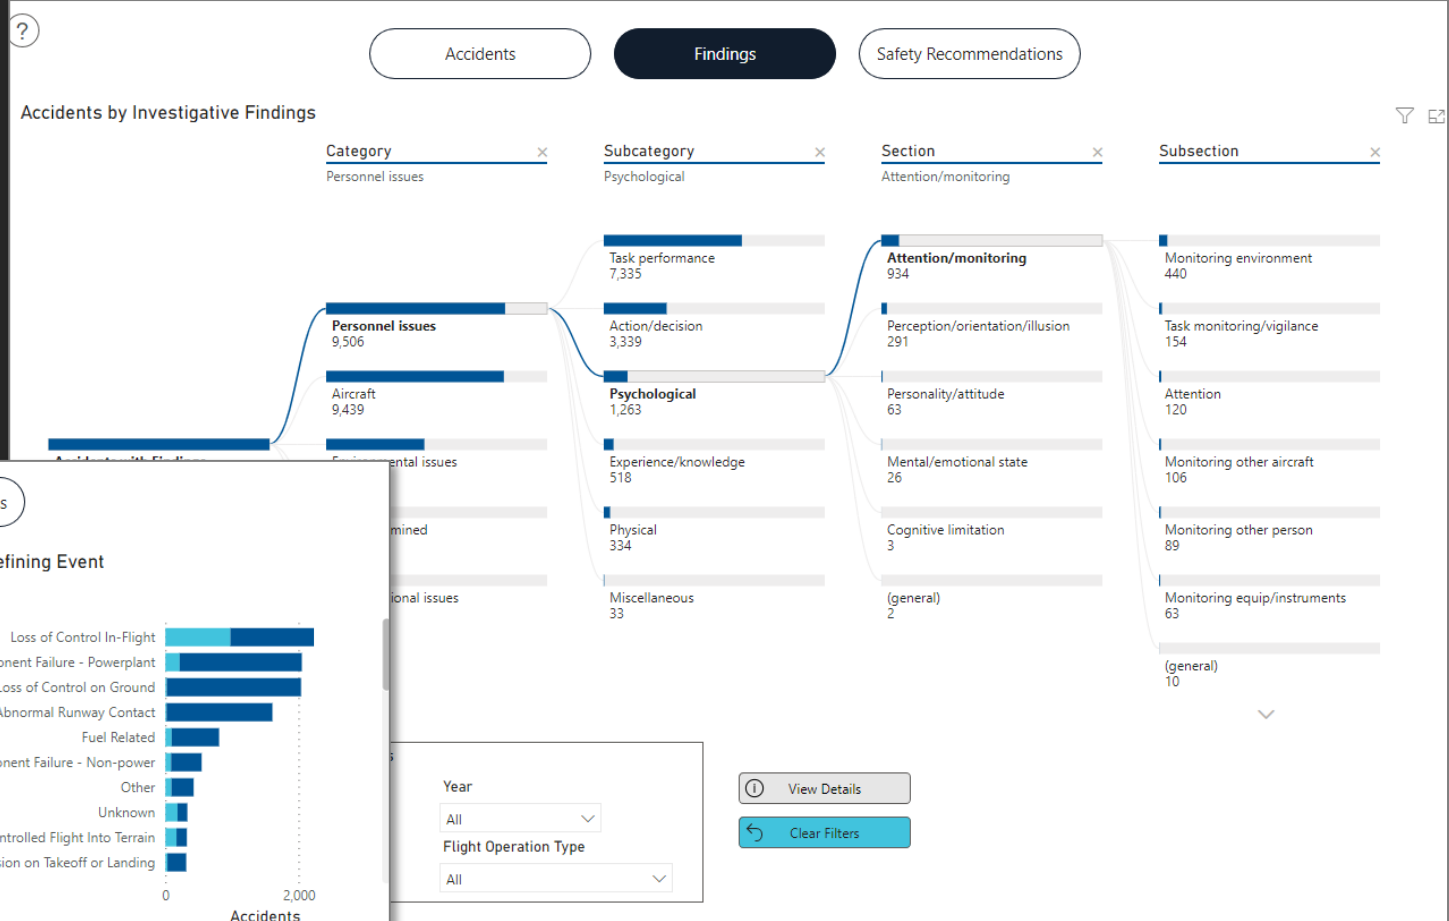 ?
Accidents
Findings
Safety Recommendations
Accidents by Investigative Findings
Category
Personnel issues
Subcategory
Psychological
Section
Attention/monitoring
Subsection
Personnel issues
9,506
Aircraft
9,439
issues
issues
Task performance
7,335
Action/decision
3,339
Psychological
1,263
Experience/knowledge
518
Physical
334
Miscellaneous
33
Attention/monitoring
934
Perception/orientation/illusion
291
Personality/attitude
63
Mental/emotional state
26
Cognitive limitation
3
(general)
2
Monitoring environment
440
Task monitoring/vigilance
154
Attention
120
Monitoring other aircraft
106
Monitoring other person
89
Monitoring equip/instruments
63
(general)
10
s
efining Event
Loss of Control In-Flight
onent Failure - Powerplant
Loss of Control on Ground
Abnormal Runway Contact
Fuel Related
onent Failure - Non-power
Other
Unknown
ntrolled Flight Into Terrain
sion on Takeoff or Landing
0
2,000
Accidents
Year
All
Flight Operation Type
All
View Details
Clear Filters